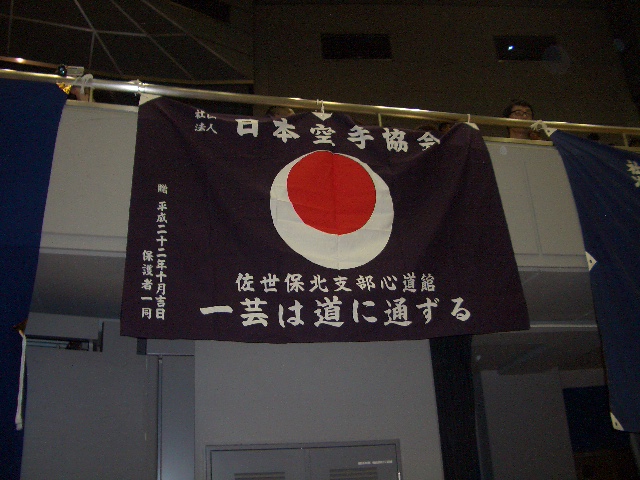 社団
法人
日本空手協会
佐世保北支部心道館
一芸は道に通ずる
贈 平成二十二年十月吉日
保護者一同